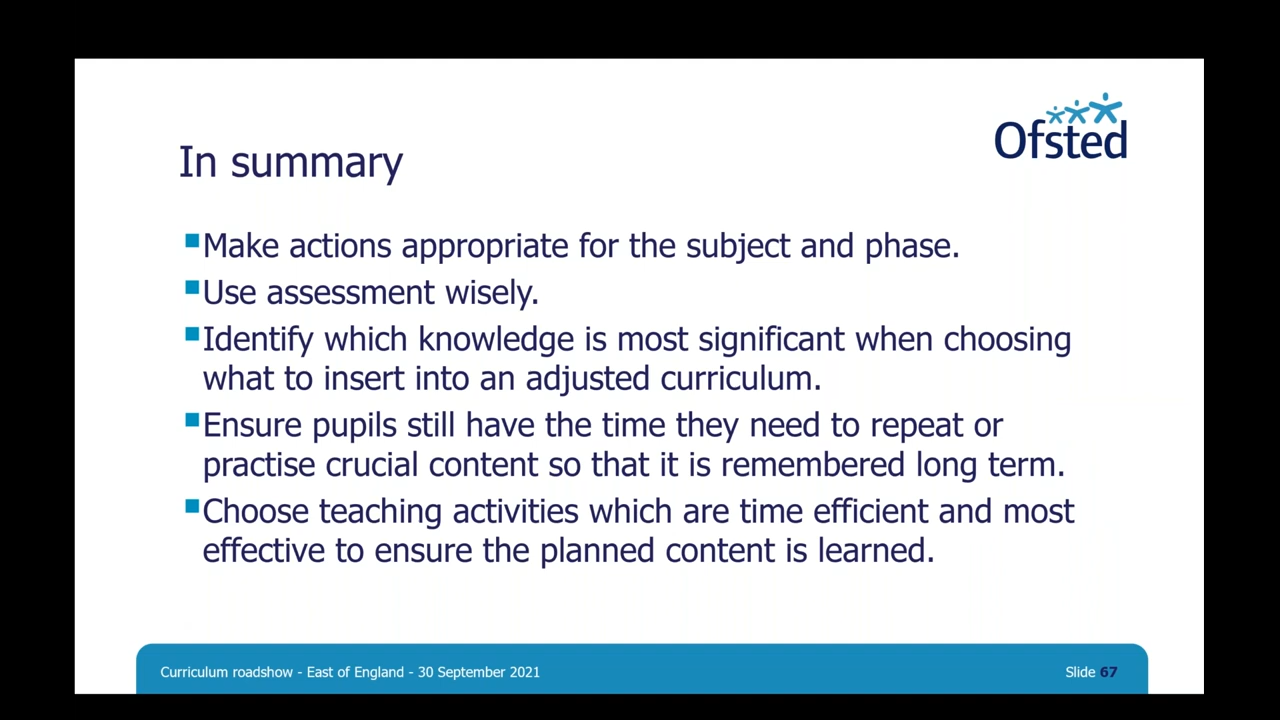 Ofsted
In summary
Make actions appropriate for the subject and phase.
Use assessment wisely.
Identify which knowledge is most significant when choosing
what to insert into an adjusted curriculum.
Ensure pupils still have the time they need to repeat or
practise crucial content so that it is remembered long term.
Choose teaching activities which are time efficient and most
effective to ensure the planned content is learned.
Curriculum roadshow - East of England - 30 September 2021
Slide 67